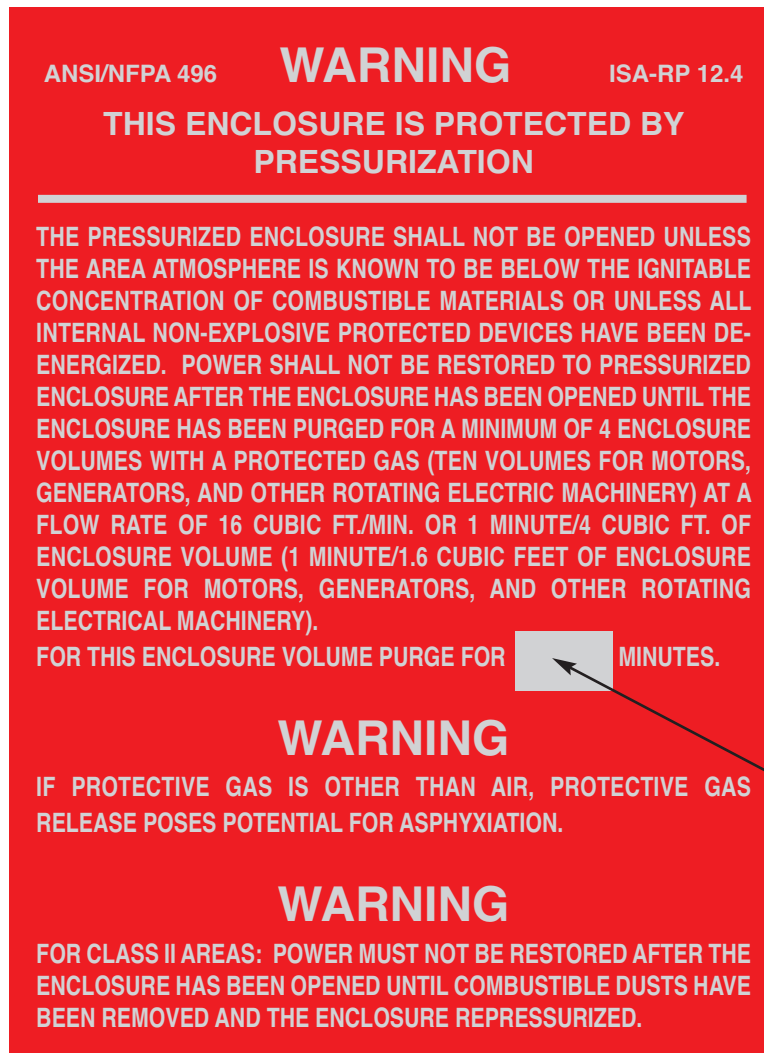 ANSI/NFPA 496 WARNING ISA-RP 12.4
THIS ENCLOSURE IS PROTECTED BY
PRESSURIZATION
THE PRESSURIZED ENCLOSURE SHALL NOT BE OPENED UNLESS
THE AREA ATMOSPHERE IS KNOWN TO BE BELOW THE IGNITABLE
CONCENTRATION OF COMBUSTIBLE MATERIALS OR UNLESS ALL
INTERNAL NON-EXPLOSIVE PROTECTED DEVICES HAVE BEEN DE-
ENERGIZED. POWER SHALL NOT BE RESTORED TO PRESSURIZED
ENCLOSURE AFTER THE ENCLOSURE HAS BEEN OPENED UNTIL THE
ENCLOSURE HAS BEEN PURGED FOR A MINIMUM OF 4 ENCLOSURE
VOLUMES WITH A PROTECTED GAS (TEN VOLUMES FOR MOTORS,
GENERATORS, AND OTHER ROTATING ELECTRIC MACHINERY) AT A
FLOW RATE OF 16 CUBIC FT./MIN. OR 1 MINUTE/4 CUBIC FT. OF
ENCLOSURE VOLUME (1 MINUTE/1.6 CUBIC FEET OF ENCLOSURE
VOLUME FOR MOTORS, GENERATORS, AND OTHER ROTATING
ELECTRICAL MACHINERY).
FOR THIS ENCLOSURE VOLUME PURGE FOR MINUTES.
WARNING
IF PROTECTIVE GAS IS OTHER THAN AIR, PROTECTIVE GAS
RELEASE POSES POTENTIAL FOR ASPHYXIATION.
WARNING
FOR CLASS II AREAS: POWER MUST NOT BE RESTORED AFTER THE
ENCLOSURE HAS BEEN OPENED UNTIL COMBUSTIBLE DUSTS HAVE
BEEN REMOVED AND THE ENCLOSURE REPRESSURIZED.